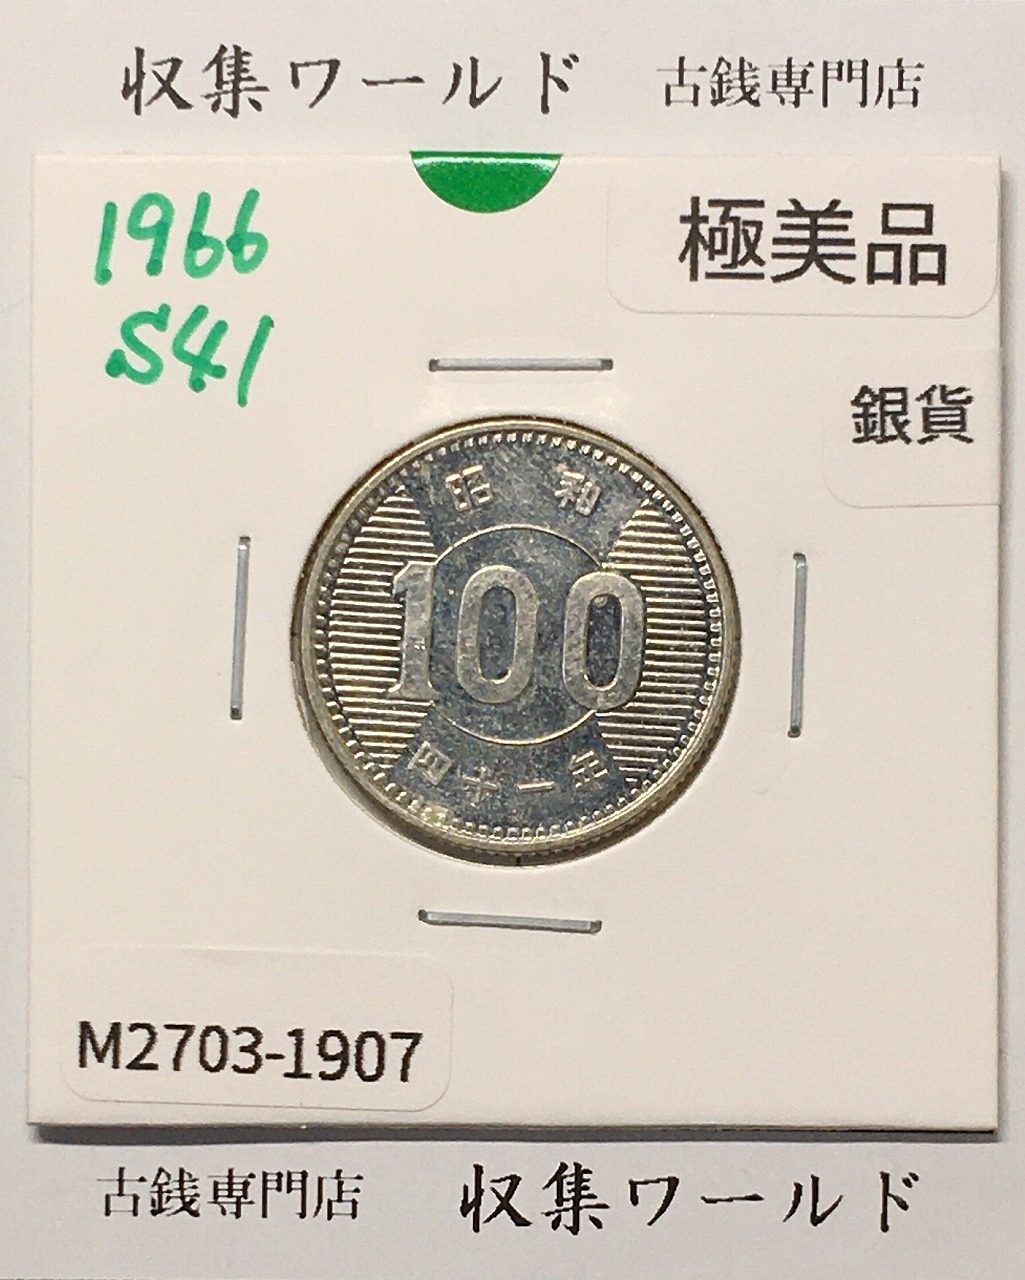 収集ワールド 古銭専門店
1966
S41
極美品
銀貨
昭和
100
四十一年
M2703-1907
古銭専門店 収集ワールド